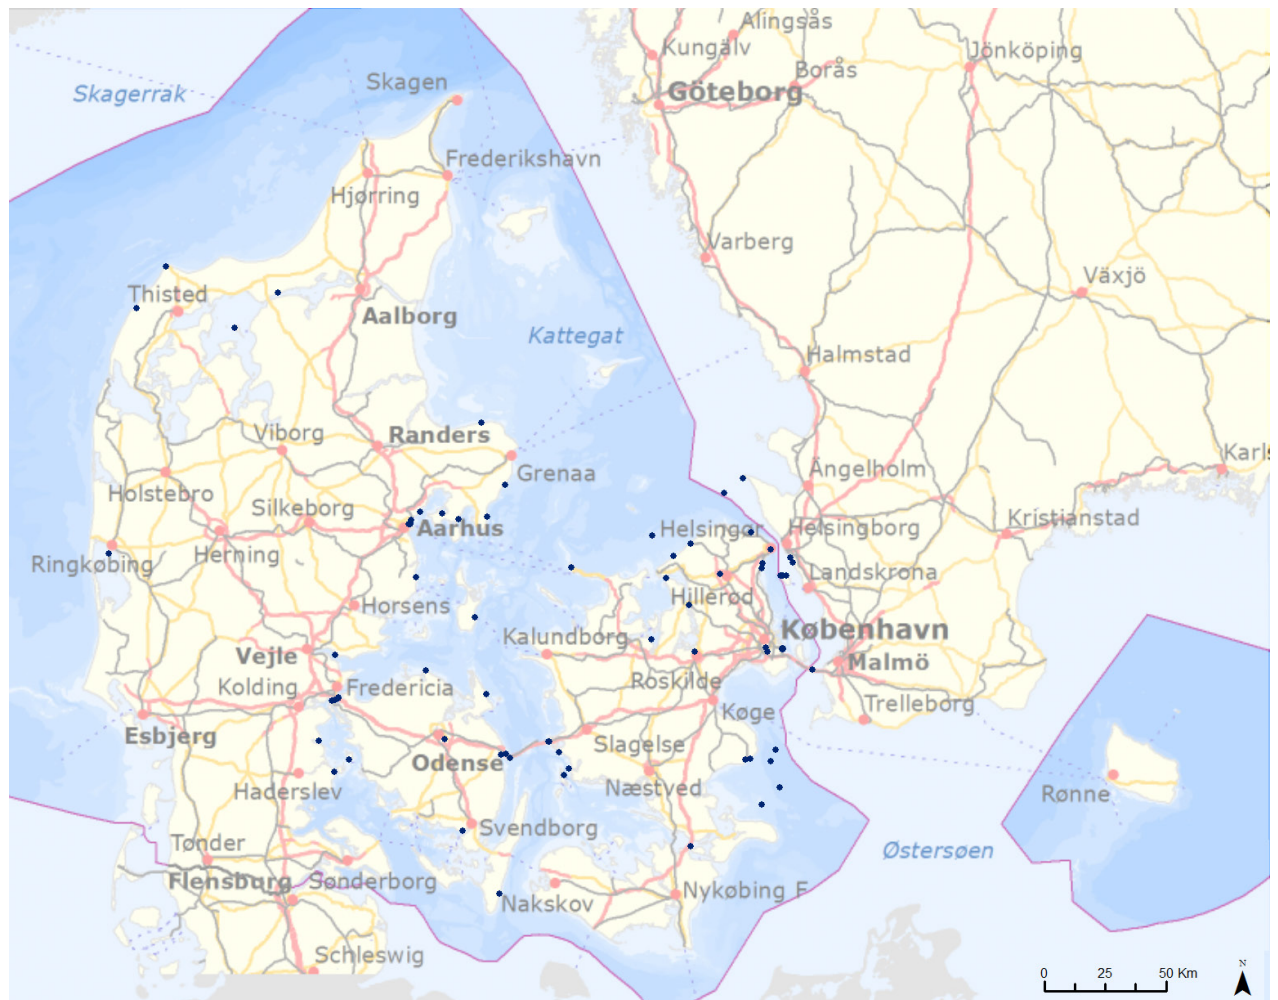 Alingsås
Kungälv
Jönköping
Borås
Skagen
Göteborg
Skagerrak
Frederikshavn
Hjørring
Varberg
Växjö
Thisted
Aalborg
Kattegat
Halmstad
Viborg
Randers
Karls
Grenaa
Ängelholm
Holstebro
Silkeborg
Kristianstad
Aarhus
Helsingør
Helsingborg
Herning
Ringkøbing
Landskrona
Hillerød
Horsens
København
Kalundborg
Vejle
Malmö
Roskilde
Kolding
Fredericia
Trelleborg
Køge
Esbjerg
Slagelse
Odense
Næstved
Haderslev
Rønne
Svendborg
Tønder
Østersøen
Flensburg
Sønderborg
Nykøbing F
Nakskov
Schleswig
N
0 25 50 Km